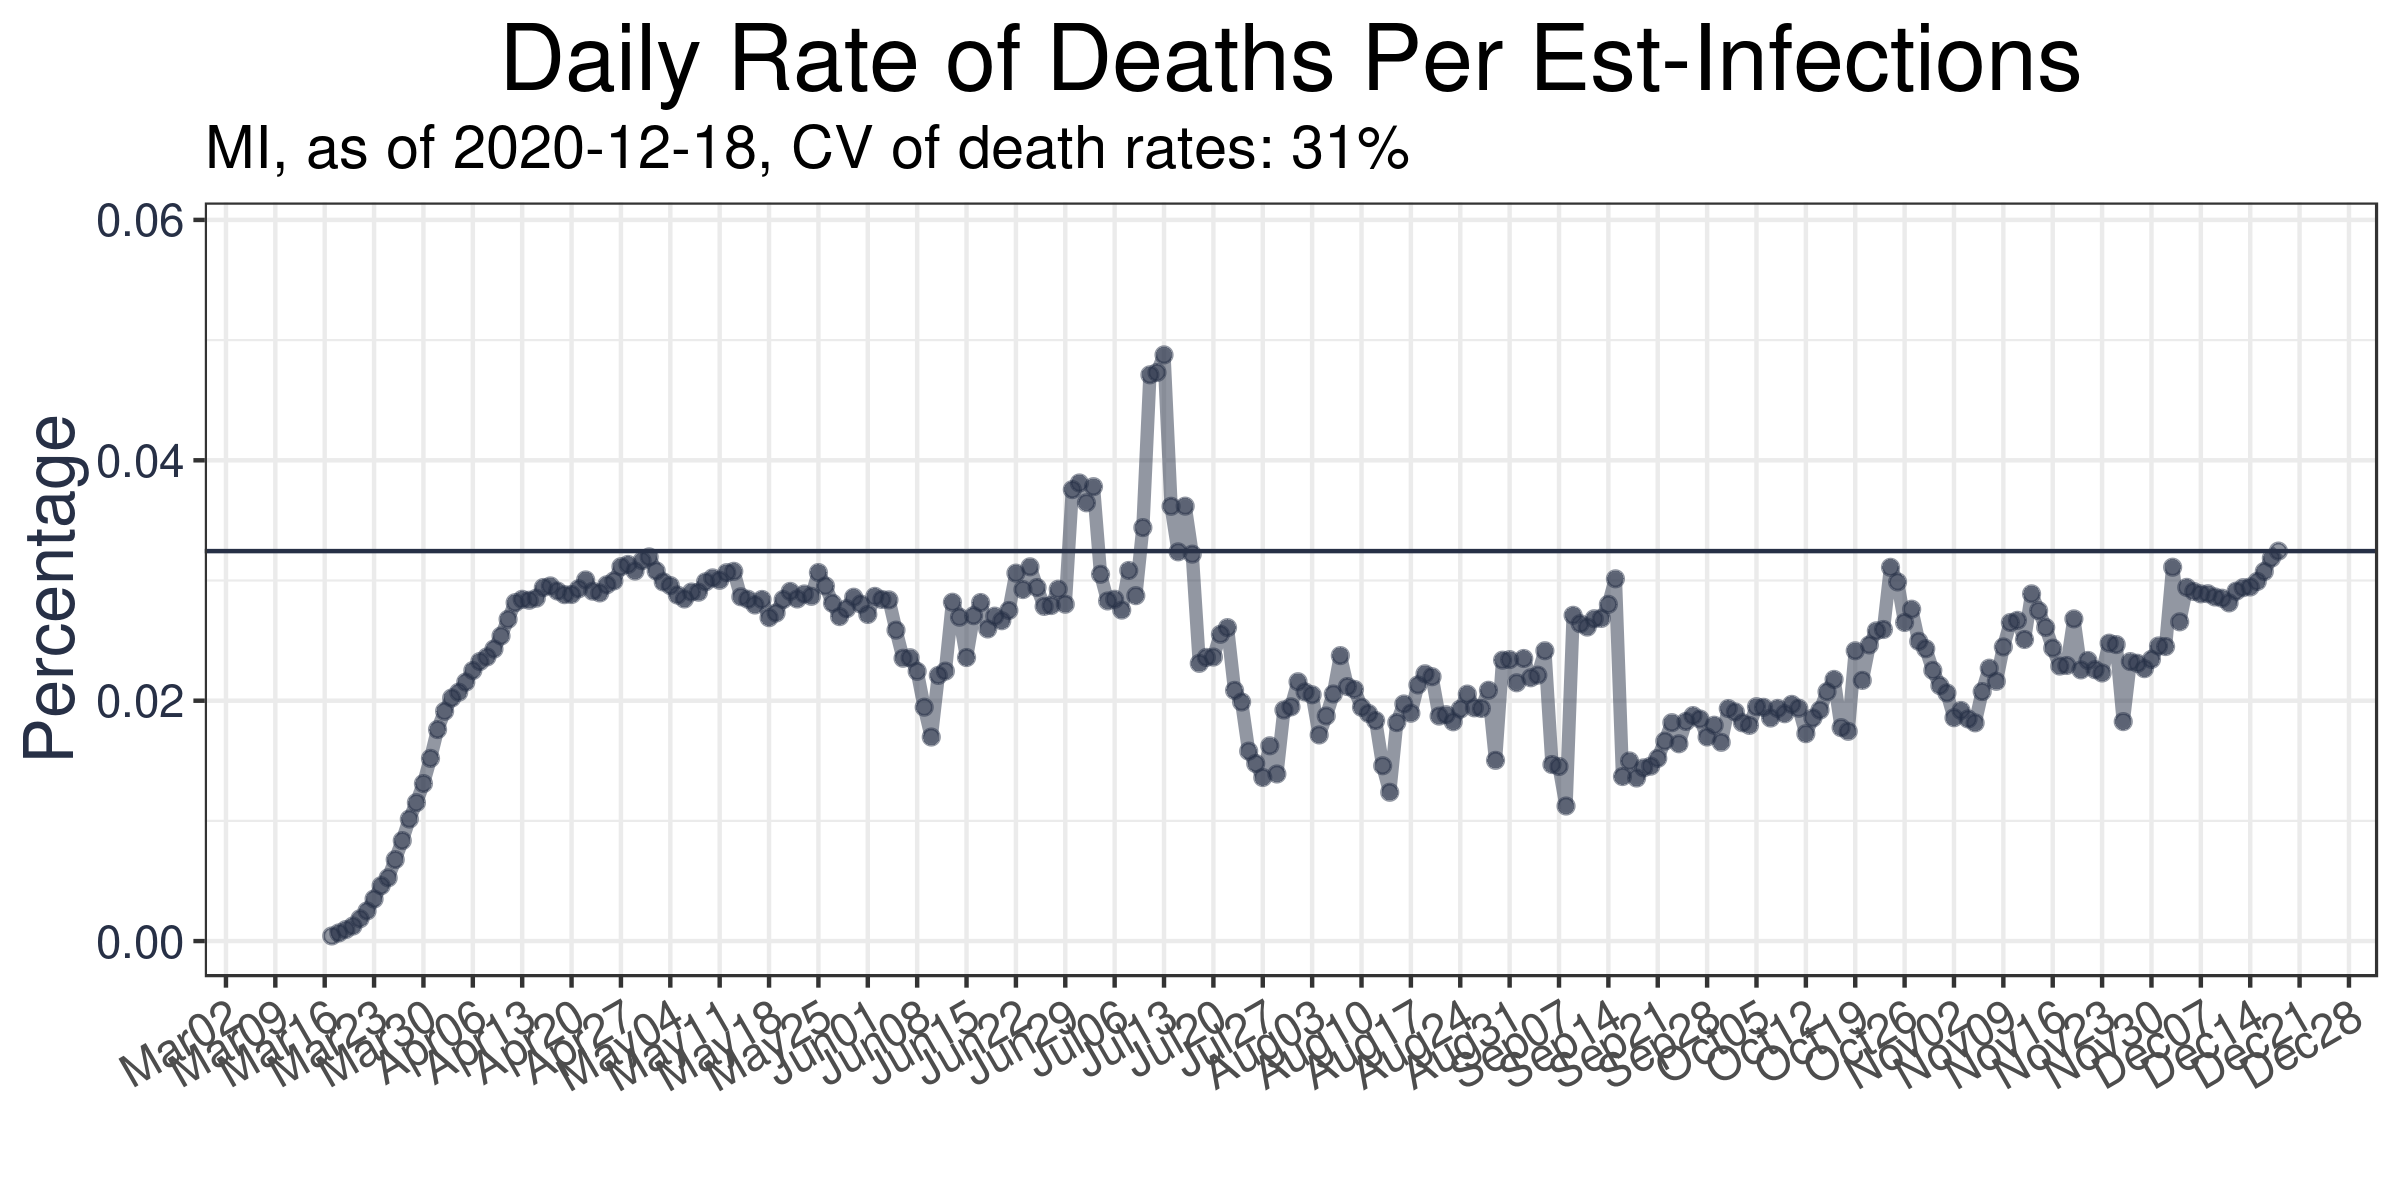 Daily Rate of Deaths Per Est-Infections
MI, as of 2020-12-18, CV of death rates: 31%
Percentage
0.06
0.04
0.02
0.00
Mar02
Mar09
Mar16
Mar23
Mar30
Apr06
Apr13
Apr20
Apr27
May04
May11
May18
May25
Jun01
Jun08
Jun15
Jun22
Jun29
Jul06
Jul13
Jul20
Jul27
Aug03
Aug10
Aug17
Aug24
Aug31
Sep07
Sep14
Sep21
Sep28
Oct05
Oct12
Oct19
Oct26
Nov02
Nov09
Nov16
Nov23
Nov30
Dec07
Dec14
Dec21
Dec28